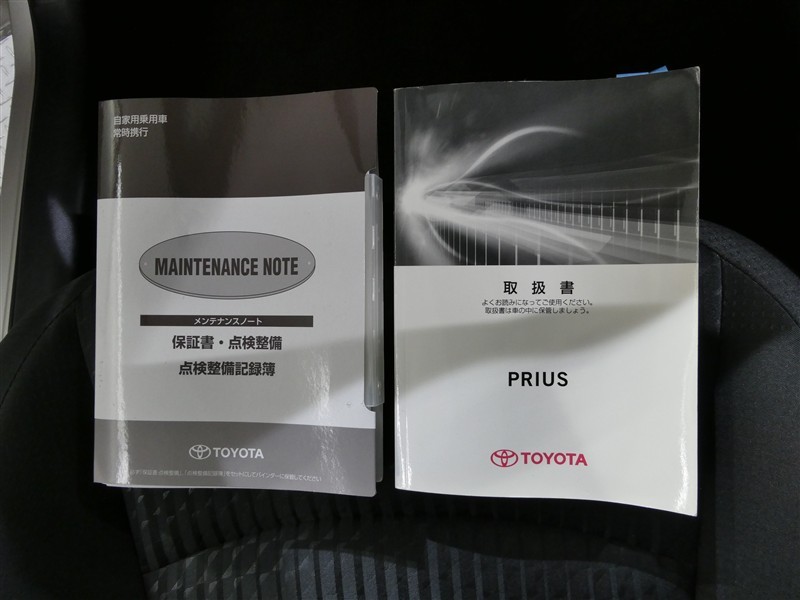 自家用乗用車
常時携行
MAINTENANCE NOTE
メンテナンスノート
保証書・点検整備
点検整備記録簿
TOYOTA
取扱書
よくお読みになってご使用ください。
取扱書は車の中に保管しましょう。
PRIUS
TOYOTA